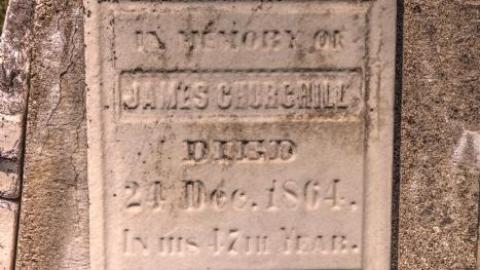 IN MEMORY OF
JAMES CHURCHILL
DIED
24 Dec. 1864.
IN HIS 47TH YEAR.